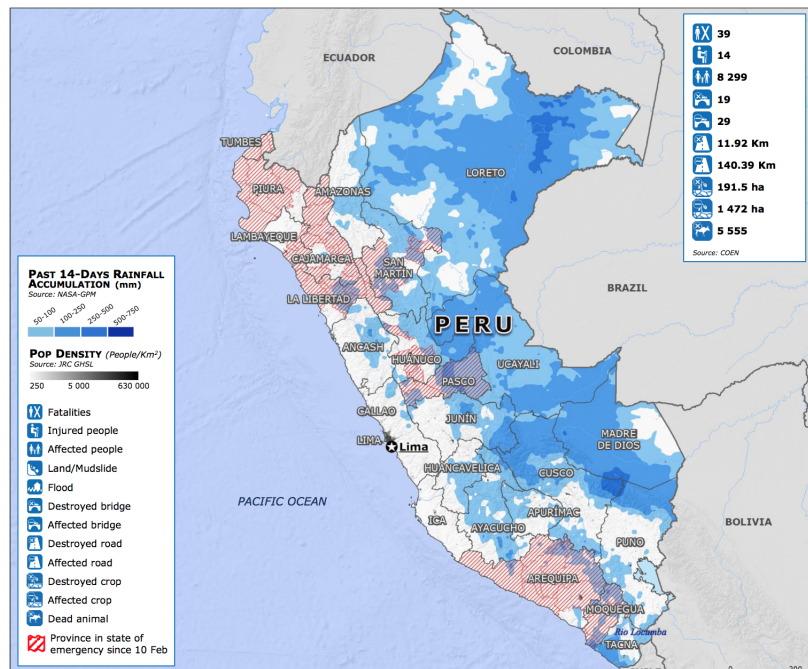 ECUADOR
COLOMBIA
TUMBES
PIURA
AMAZONAS
LORETO
LAMBAYEQUE
CAJAMARCA
SAN
MARTÍN
LA LIBERTAD
BRAZIL
PERU
ANCASH
HUÁNUCO
UCAYALI
PASCO
CALLAO
JUNÍN
LIMA
Lima
MADRE
DE DIOS
HUANCAVELICA
CUSCO
PACIFIC OCEAN
ICA
APURÍMAC
AYACUCHO
BOLIVIA
PUNO
AREQUIPA
MOQUEGUA
Rio Locumba
TACNA
39
14
8 299
19
29
11.92 Km
140.39 Km
191.5 ha
1 472 ha
5 555
Source: COEN
PAST 14-DAYS RAINFALL
ACCUMULATION (mm)
Source: NASA-GPM
50-100 100-250 250-500 500-750
POP DENSITY (People/Km²)
Source: JRC GHSL
250 5 000 630 000
Fatalities
Injured people
Affected people
Land/Mudslide
Flood
Destroyed bridge
Affected bridge
Destroyed road
Affected road
Destroyed crop
Affected crop
Dead animal
Province in state of
emergency since 10 Feb